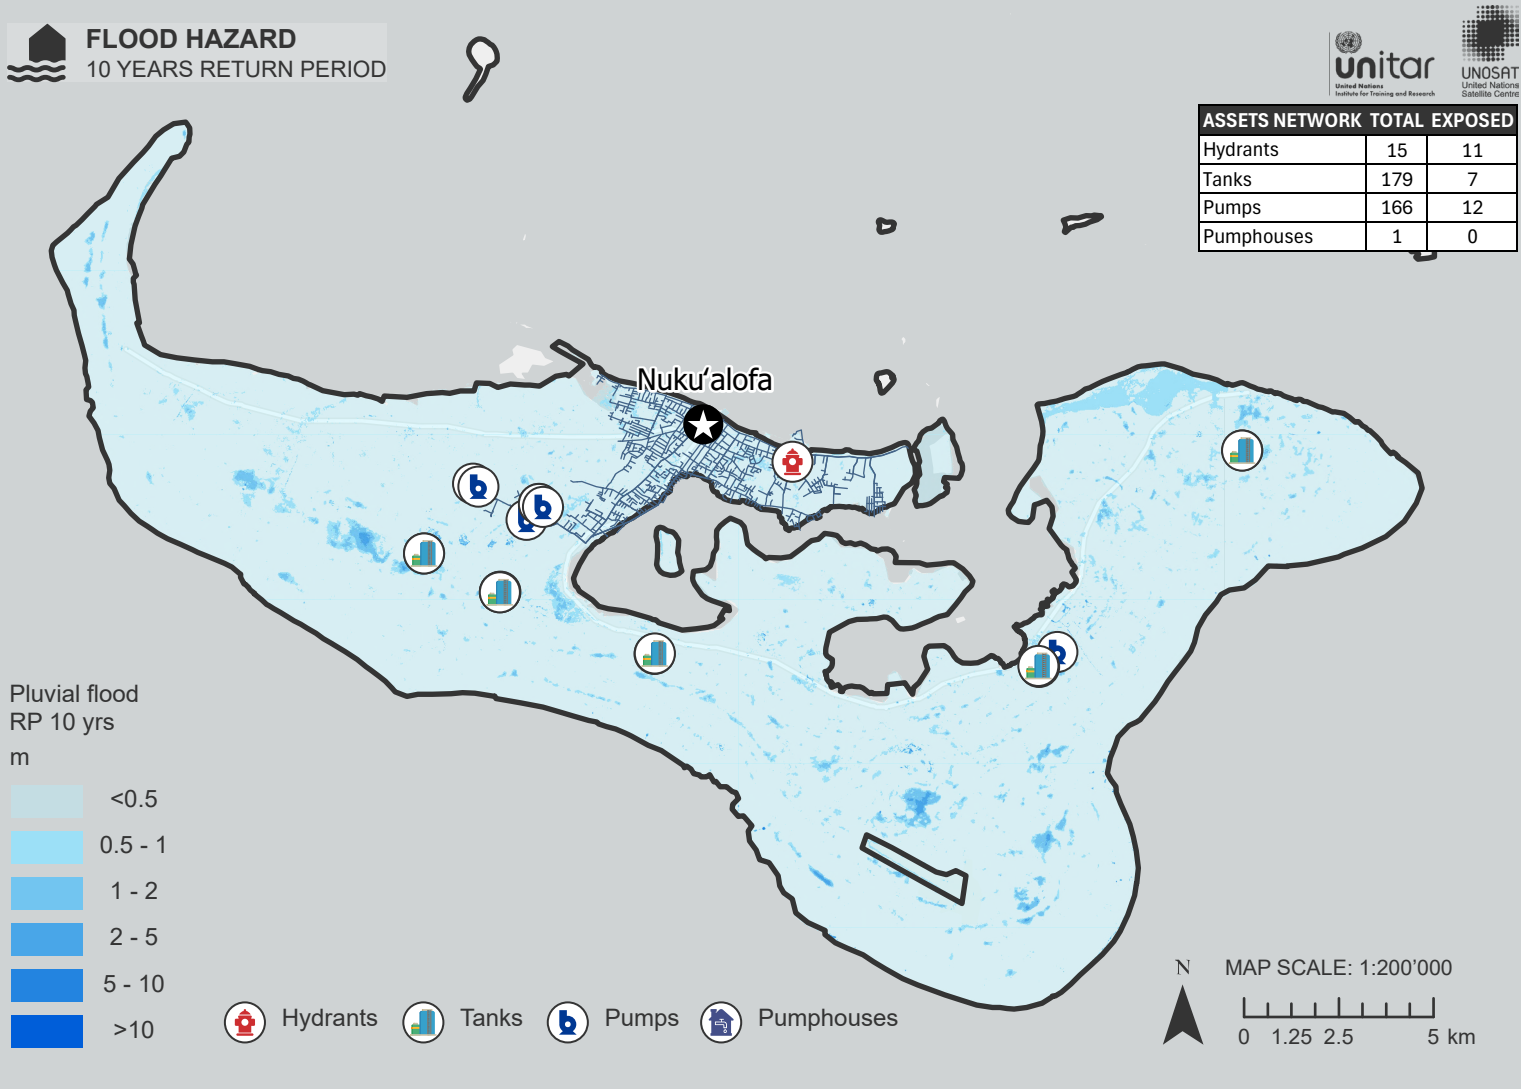 FLOOD HAZARD
10 YEARS RETURN PERIOD
unitar
United Nations
Institute for Training and Research
UNOSAT
United Nations
Satellite Centre
ASSETS NETWORK TOTAL EXPOSED
Hydrants 15 11
Tanks 179 7
Pumps 166 12
Pumphouses 1 0
Nukuʻalofa
Pluvial flood
RP 10 yrs
m
<0.5
0.5 - 1
1 - 2
2 - 5
5 - 10
>10
Hydrants Tanks Pumps Pumphouses
N
MAP SCALE: 1:200’000
0 1.25 2.5 5 km